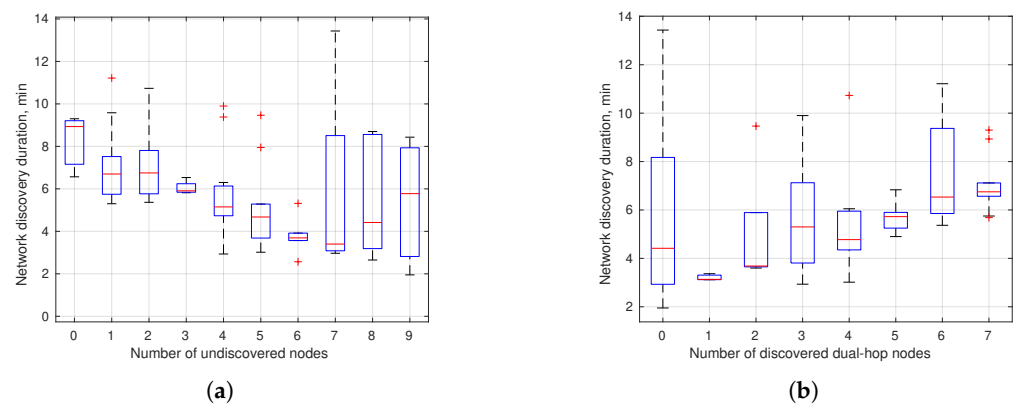 14
12
10
8
6
4
2
0
Network discovery duration, min
0 1 2 3 4 5 6 7 8 9
Number of undiscovered nodes
(a)
14
12
10
8
6
4
2
Network discovery duration, min
0 1 2 3 4 5 6 7
Number of discovered dual-hop nodes
(b)